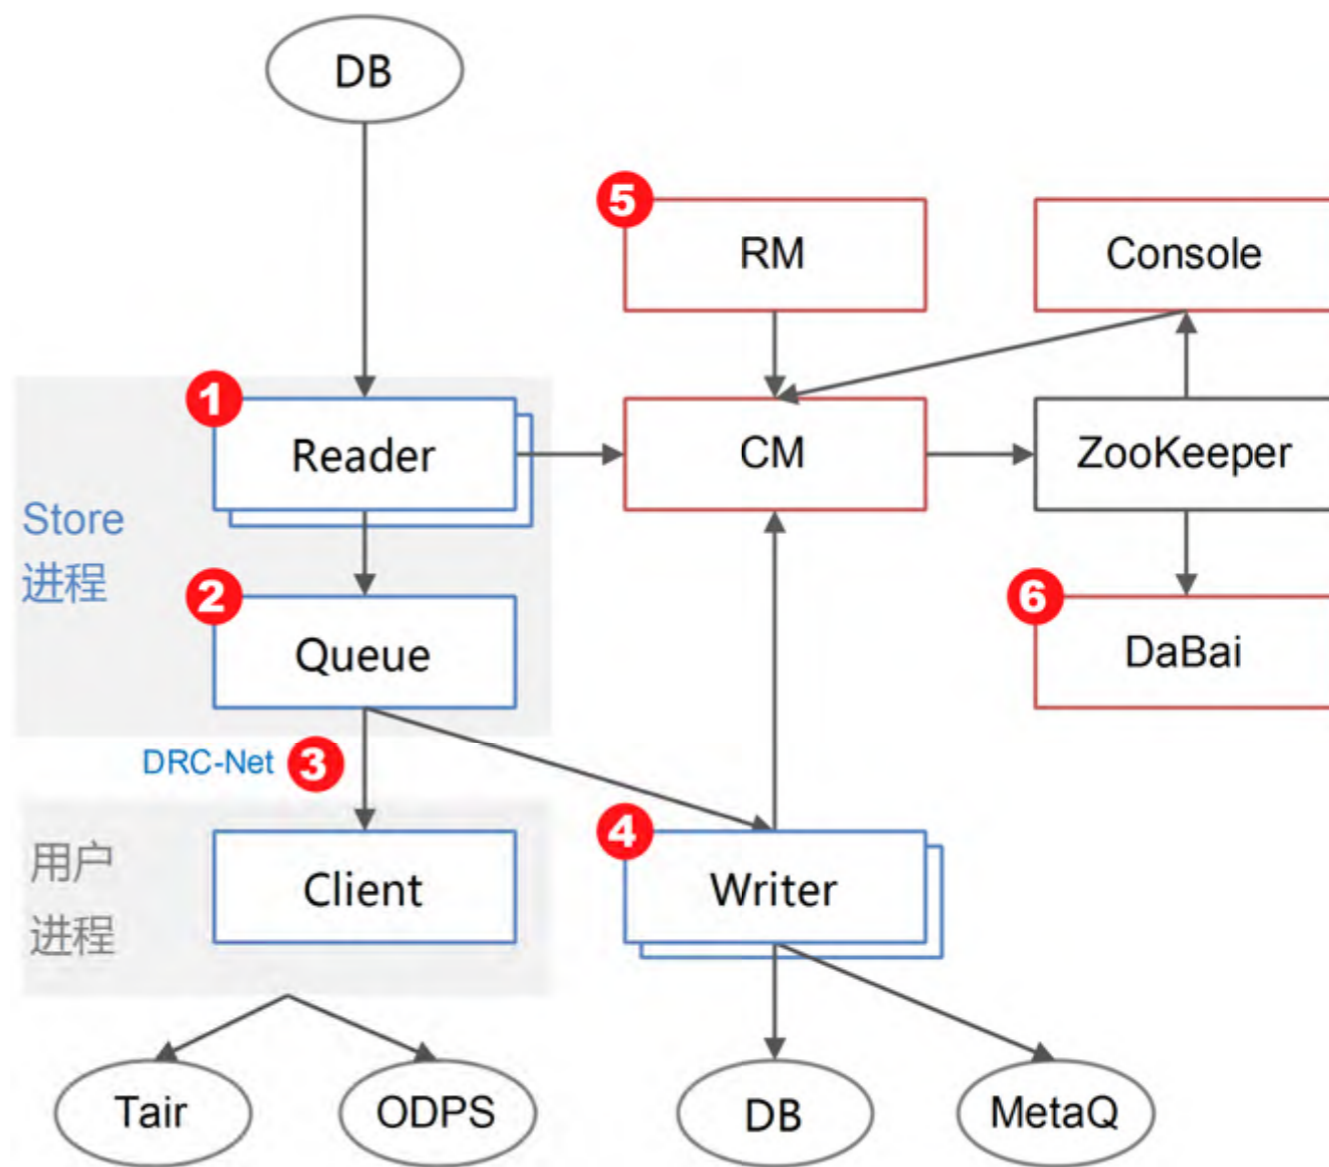 DB
5
RM
Console
1
Reader
CM
ZooKeeper
Store
进程
2
Queue
6
DaBai
DRC-Net
3
用户
进程
Client
4
Writer
Tair
ODPS
DB
MetaQ